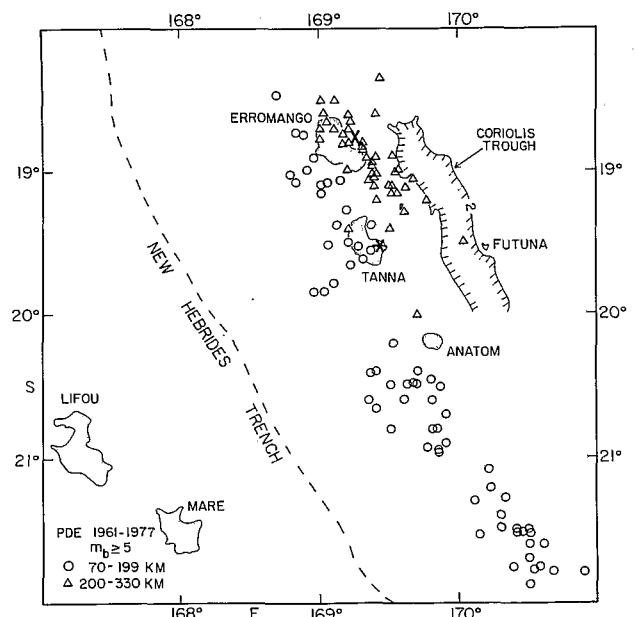 168° 169° 170°
ERROMANGO
CORIOLIS
TROUGH
19° 19°
2
FUTUNA
TANNA
NEW
HEBRIDES
TRENCH
20° 20°
ANATOM
S
LIFOU
21° 21°
MARE
PDE 1961-1977
m_b ≥ 5
○ 70-199 KM
△ 200-330 KM
168° E 169° 170°